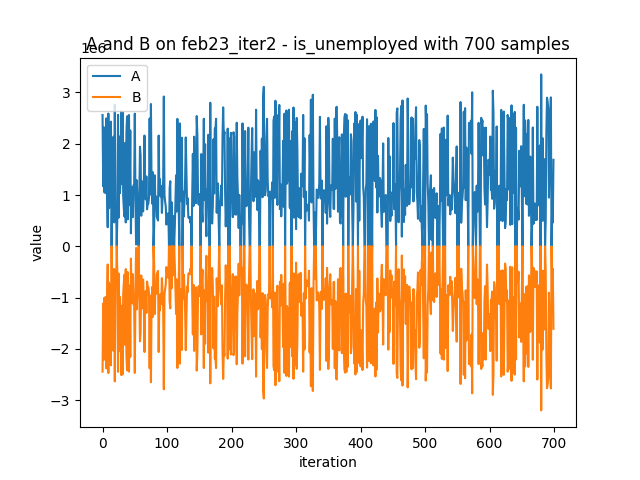 A and B on feb23_iter2 - is_unemployed with 700 samples
1e6
A
B
3
2
1
0
−1
−2
−3
value
0 100 200 300 400 500 600 700
iteration